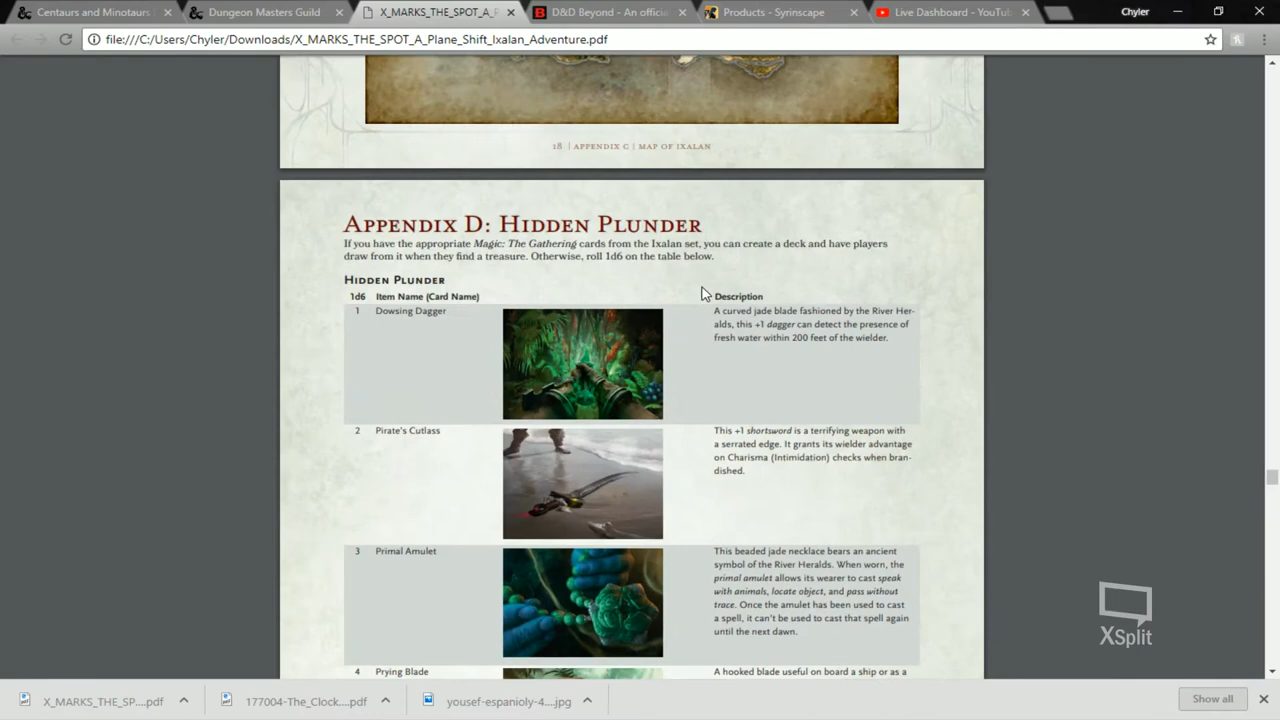 Centaurs and Minotaurs
Dungeon Masters Guild
X_MARKS_THE_SPOT_A_P
D&D Beyond - An officia
Products - Syrinscape
Live Dashboard - YouTub
Chyler
file:///C:/Users/Chyler/Downloads/X_MARKS_THE_SPOT_A_Plane_Shift_Ixalan_Adventure.pdf
18 | APPENDIX C | MAP OF IXALAN
APPENDIX D: HIDDEN PLUNDER
If you have the appropriate Magic: The Gathering cards from the Ixalan set, you can create a deck and have players
draw from it when they find a treasure. Otherwise, roll 1d6 on the table below.
HIDDEN PLUNDER
1d6 Item Name (Card Name) Description
1 Dowsing Dagger
A curved jade blade fashioned by the River Her-
alds, this +1 dagger can detect the presence of
fresh water within 200 feet of the wielder.
2 Pirate's Cutlass
This +1 shortsword is a terrifying weapon with
a serrated edge. It grants its wielder advantage
on Charisma (Intimidation) checks when bran-
dished.
3 Primal Amulet
This beaded jade necklace bears an ancient
symbol of the River Heralds. When worn, the
primal amulet allows its wearer to cast speak
with animals, locate object, and pass without
trace. Once the amulet has been used to cast
a spell, it can't be used to cast that spell again
until the next dawn.
4 Prying Blade
A hooked blade useful on board a ship or as a
XSplit
X_MARKS_THE_SP....pdf
177004-The_Clock....pdf
yousef-espanioly-4....jpg
Show all